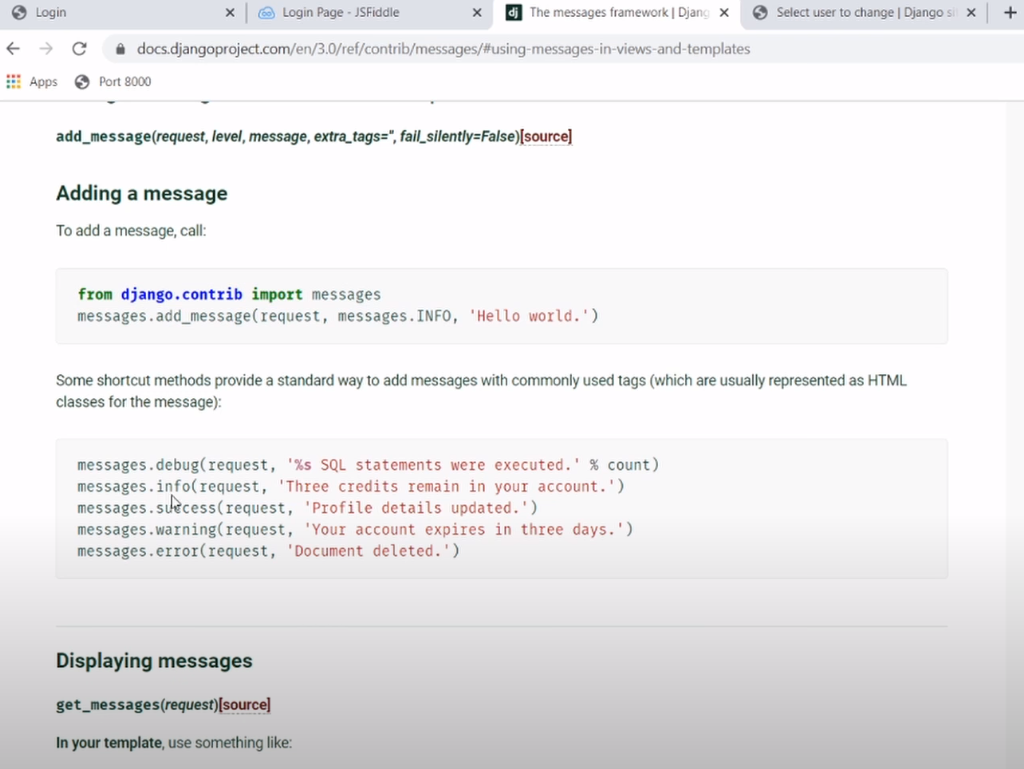 Login
Login Page - JSFiddle
The messages framework | Djang
Select user to change | Django si
docs.djangoproject.com/en/3.0/ref/contrib/messages/#using-messages-in-views-and-templates
Apps
Port 8000
add_message(request, level, message, extra_tags='', fail_silently=False)[source]
Adding a message
To add a message, call:
from django.contrib import messages
messages.add_message(request, messages.INFO, 'Hello world.')
Some shortcut methods provide a standard way to add messages with commonly used tags (which are usually represented as HTML
classes for the message):
messages.debug(request, '%s SQL statements were executed.' % count)
messages.info(request, 'Three credits remain in your account.')
messages.success(request, 'Profile details updated.')
messages.warning(request, 'Your account expires in three days.')
messages.error(request, 'Document deleted.')
Displaying messages
get_messages(request)[source]
In your template, use something like: